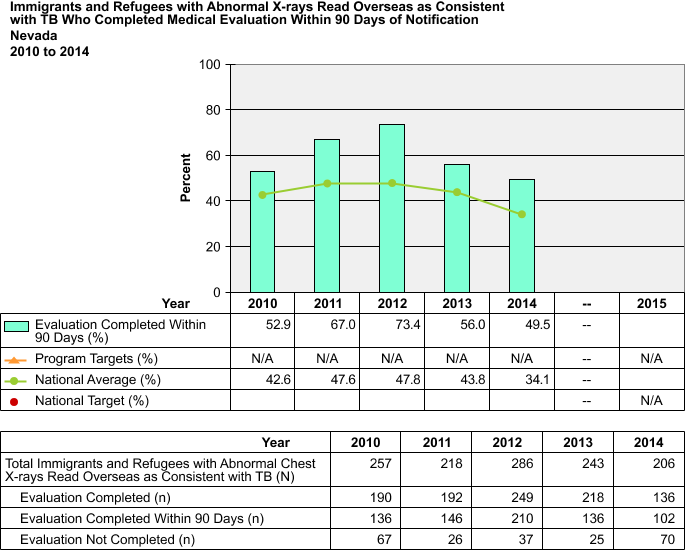 Immigrants and Refugees with Abnormal X-rays Read Overseas as Consistent
with TB Who Completed Medical Evaluation Within 90 Days of Notification
Nevada
2010 to 2014
100
80
60
40
20
0
Percent
Year 2010 2011 2012 2013 2014 -- 2015
Evaluation Completed Within
90 Days (%) 52.9 67.0 73.4 56.0 49.5 --
Program Targets (%) N/A N/A N/A N/A N/A -- N/A
National Average (%) 42.6 47.6 47.8 43.8 34.1 --
National Target (%) -- N/A
Year 2010 2011 2012 2013 2014
Total Immigrants and Refugees with Abnormal Chest
X-rays Read Overseas as Consistent with TB (N) 257 218 286 243 206
Evaluation Completed (n) 190 192 249 218 136
Evaluation Completed Within 90 Days (n) 136 146 210 136 102
Evaluation Not Completed (n) 67 26 37 25 70